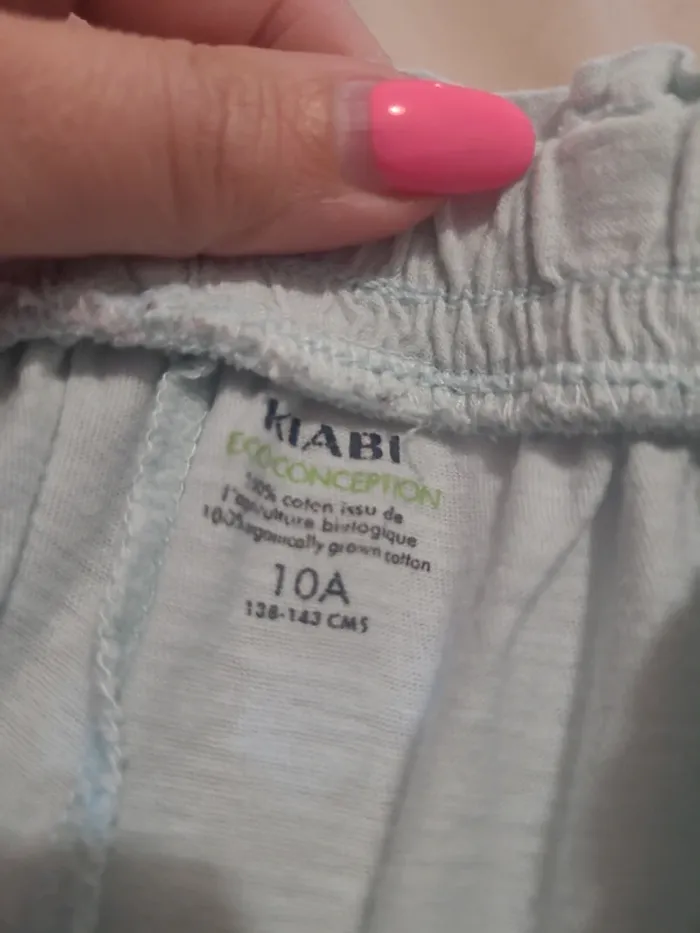 KIABI
ECOCONCEPTION
100% coton issu de
l'agriculture biologique
100% organically grown cotton
10A
138-143 CMS